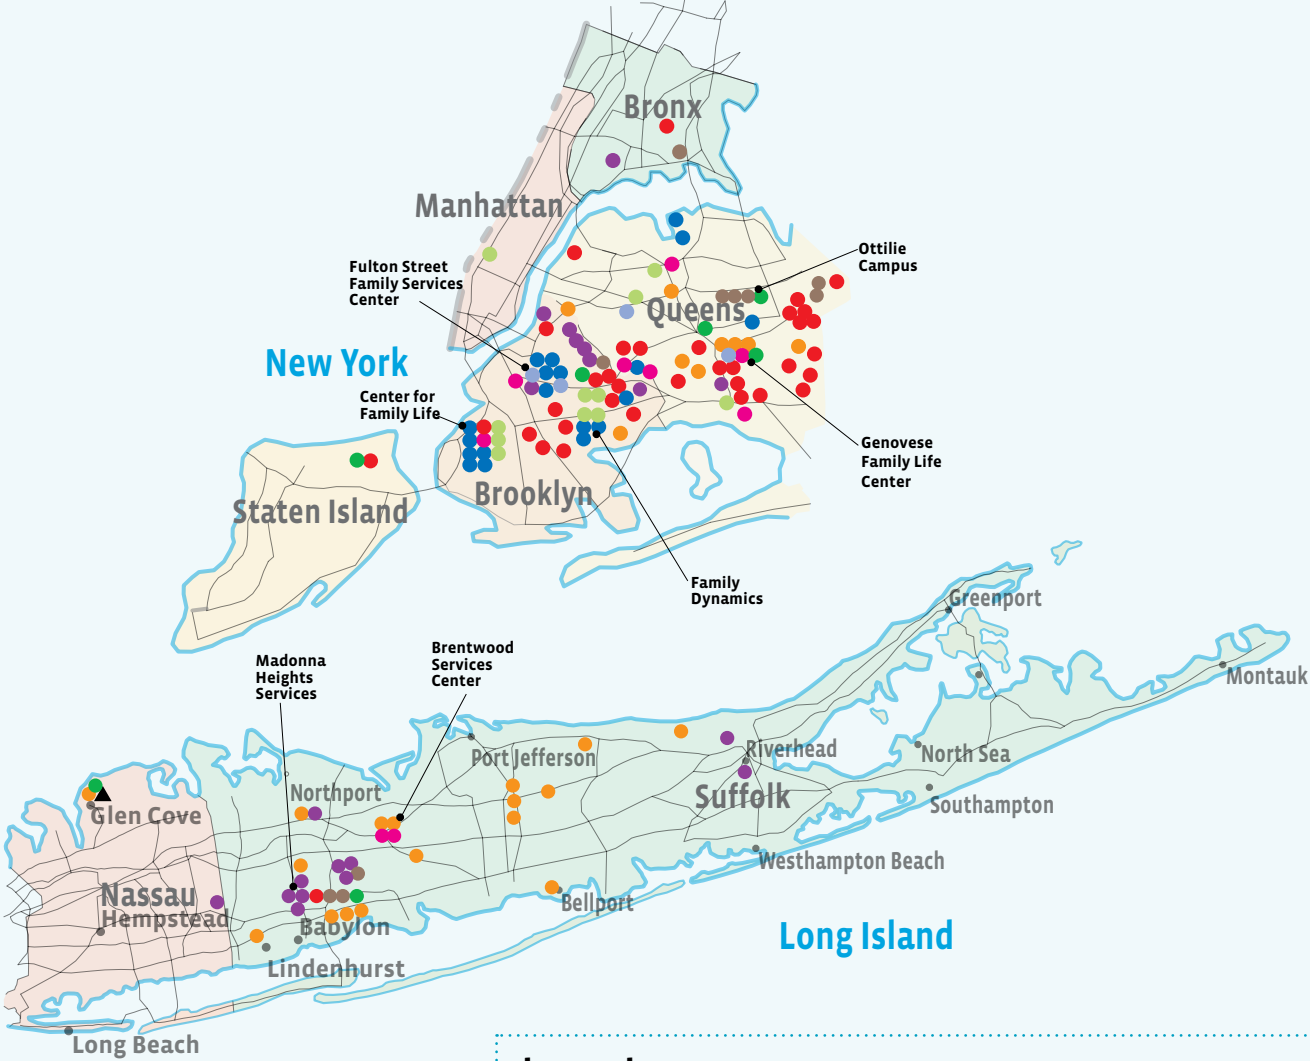 Bronx
Manhattan
Fulton Street
Family Services
Center
Ottilie
Campus
Queens
New York
Center for
Family Life
Genovese
Family Life
Center
Brooklyn
Staten Island
Family
Dynamics
Greenport
Brentwood
Services
Center
Madonna
Heights
Services
Montauk
Riverhead
North Sea
Port Jefferson
Northport
Suffolk
Southampton
Glen Cove
Westhampton Beach
Nassau
Hempstead
Bellport
Babylon
Long Island
Lindenhurst
Long Beach